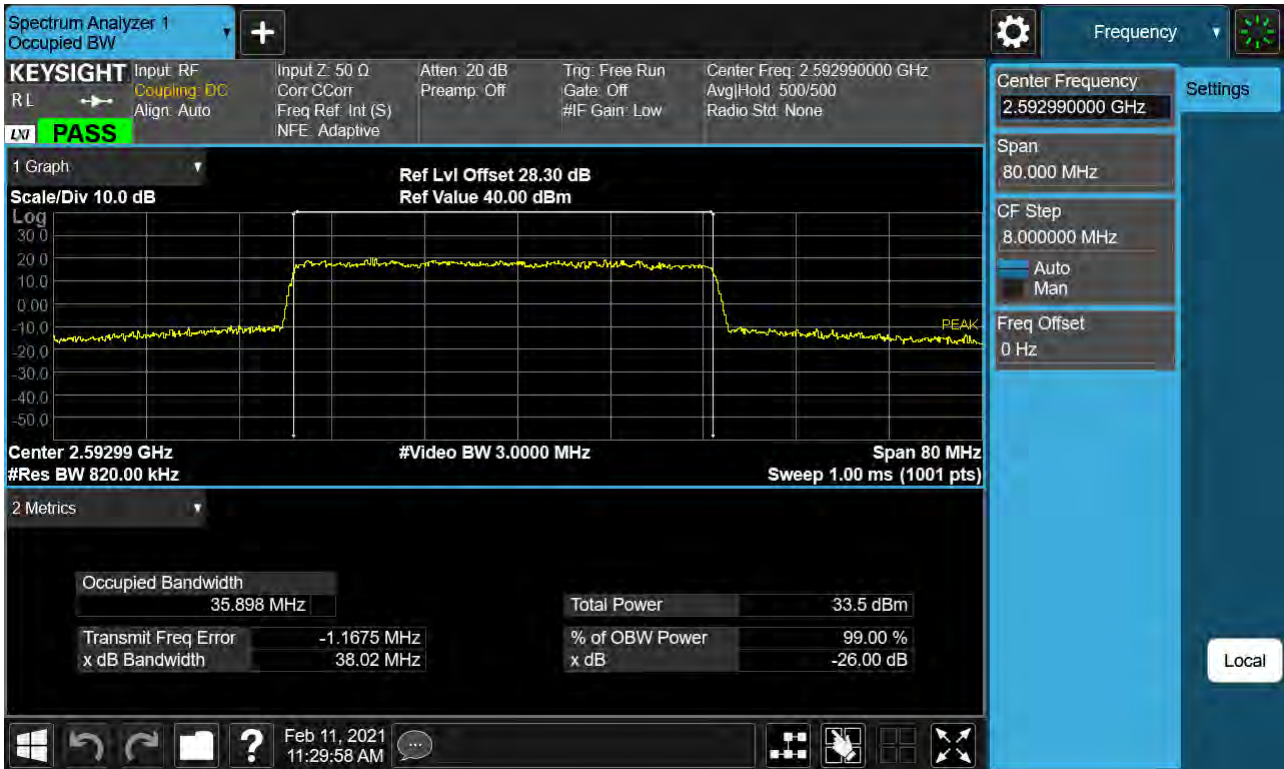 Spectrum Analyzer 1
Occupied BW
+
Frequency
KEYSIGHT
R L
LXI
PASS
Input: RF
Coupling: DC
Align: Auto
Input Z: 50 Ω
Corr CCorr
Freq Ref: Int (S)
NFE: Adaptive
Atten: 20 dB
Preamp: Off
Trig: Free Run
Gate: Off
#IF Gain: Low
Center Freq: 2.592990000 GHz
Avg|Hold: 500/500
Radio Std: None
1 Graph
Scale/Div 10.0 dB
Ref Lvl Offset 28.30 dB
Ref Value 40.00 dBm
Log
30.0
20.0
10.0
0.00
-10.0
-20.0
-30.0
-40.0
-50.0
PEAK
Center 2.59299 GHz
#Video BW 3.0000 MHz
Span 80 MHz
#Res BW 820.00 kHz
Sweep 1.00 ms (1001 pts)
2 Metrics
Occupied Bandwidth
35.898 MHz
Transmit Freq Error -1.1675 MHz
x dB Bandwidth 38.02 MHz
Total Power 33.5 dBm
% of OBW Power 99.00 %
x dB -26.00 dB
Center Frequency
2.592990000 GHz
Span
80.000 MHz
CF Step
8.000000 MHz
Auto
Man
Freq Offset
0 Hz
Settings
Local
?
Feb 11, 2021
11:29:58 AM